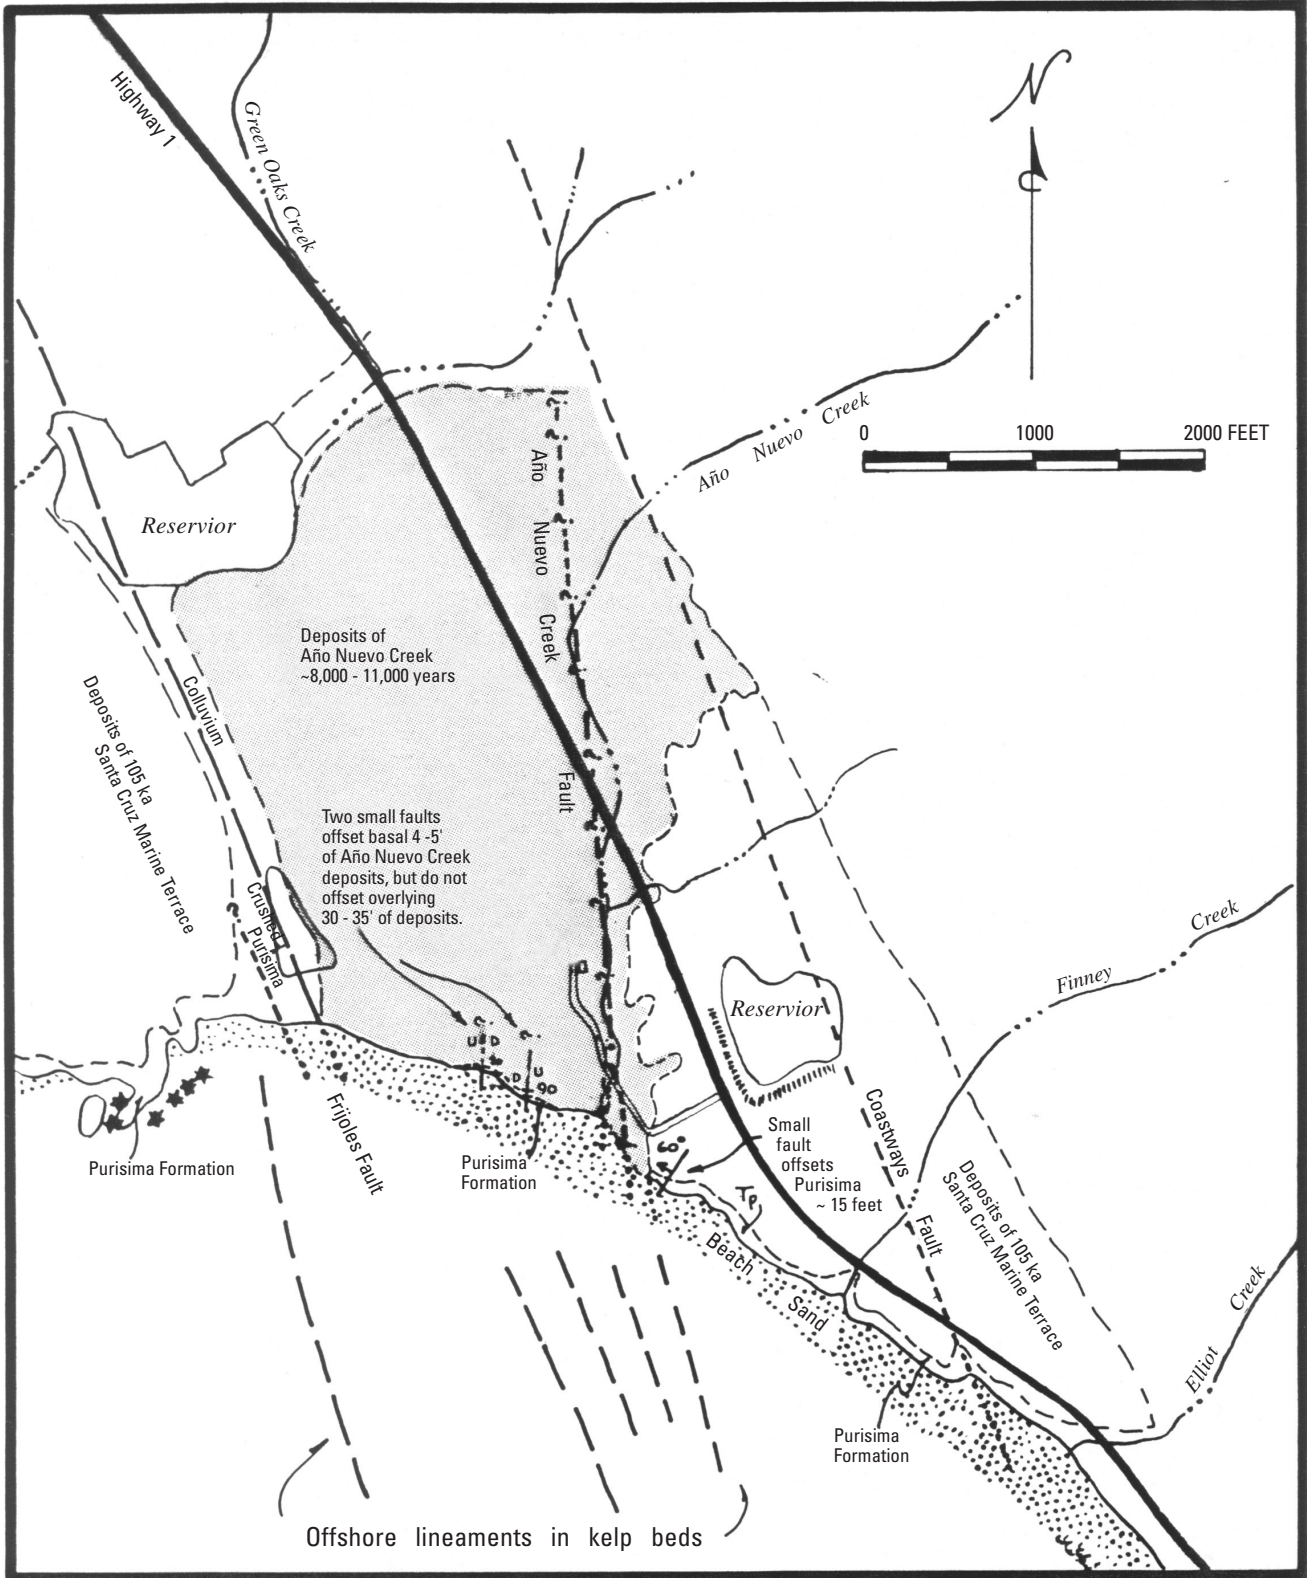 N
Highway 1
Green Oaks Creek
0 1000 2000 FEET
Año Nuevo Creek
Reservior
Año Nuevo Creek Fault
Deposits of
Año Nuevo Creek
~8,000 - 11,000 years
Colluvium
Deposits of 105 ka
Santa Cruz Marine Terrace
Two small faults
offset basal 4 -5'
of Año Nuevo Creek
deposits, but do not
offset overlying
30 - 35' of deposits.
Crushed
Purisima
Creek
Finney
Reservior
U D
D U
90
Frijoles Fault
Purisima Formation
Purisima
Formation
60°
Small
fault
offsets
Purisima
~ 15 feet
Tp
Coastways
Fault
Deposits of 105 ka
Santa Cruz Marine Terrace
Beach
Sand
Elliot Creek
Purisima
Formation
Offshore lineaments in kelp beds